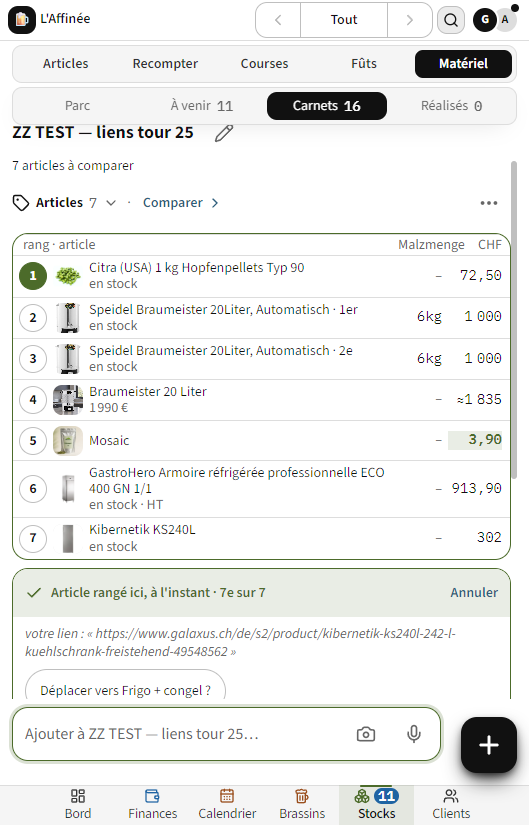 L'Affinée
Tout
G
A
Articles
Recompter
Courses
Fûts
Matériel
Parc
À venir 11
Carnets 16
Réalisés 0
ZZ TEST — liens tour 25
7 articles à comparer
Articles 7 · Comparer
rang · article Malzmenge CHF
1 Citra (USA) 1 kg Hopfenpellets Typ 90 – 72,50
en stock
2 Speidel Braumeister 20Liter, Automatisch · 1er 6kg 1 000
en stock
3 Speidel Braumeister 20Liter, Automatisch · 2e 6kg 1 000
en stock
4 Braumeister 20 Liter – ≈1 835
1 990 €
5 Mosaic – 3,90
6 GastroHero Armoire réfrigérée professionnelle ECO
400 GN 1/1 – 913,90
en stock · HT
7 Kibernetik KS240L – 302
en stock
Article rangé ici, à l'instant · 7e sur 7 Annuler
votre lien : « https://www.galaxus.ch/de/s2/product/kibernetik-ks240l-242-l-
kuehlschrank-freistehend-49548562 »
Déplacer vers Frigo + congel ?
Ajouter à ZZ TEST — liens tour 25…
Bord
Finances
Calendrier
Brassins
11
Stocks
Clients